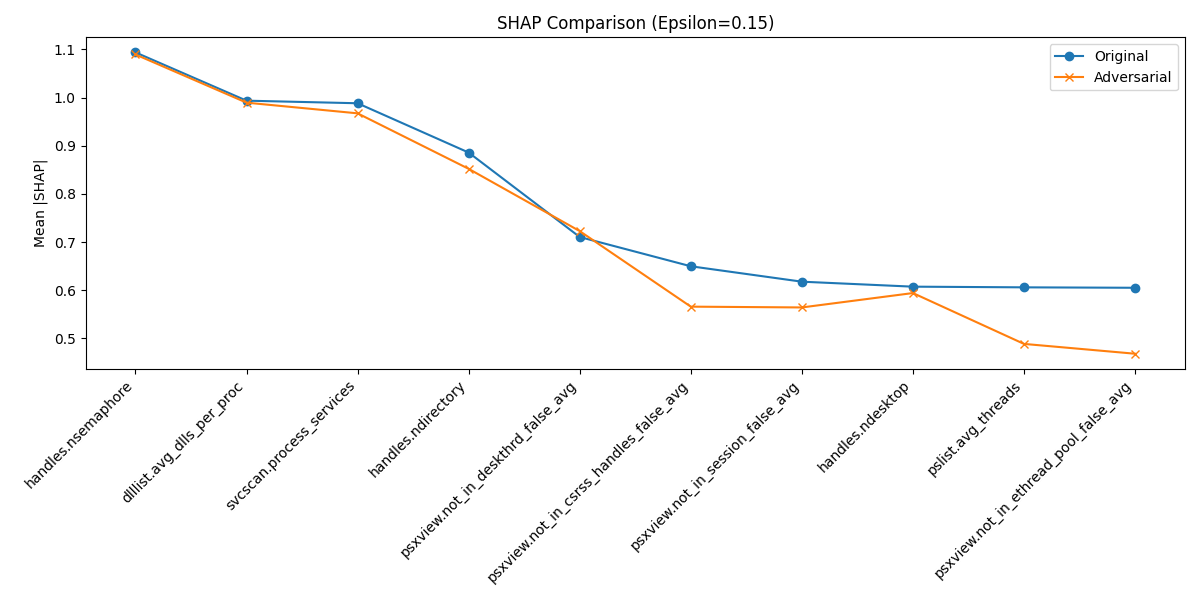 SHAP Comparison (Epsilon=0.15)
Original
Adversarial
Mean |SHAP|
1.1
1.0
0.9
0.8
0.7
0.6
0.5
handles.nsemaphore
dlllist.avg_dlls_per_proc
svcscan.process_services
handles.ndirectory
psxview.not_in_deskthrd_false_avg
psxview.not_in_csrss_handles_false_avg
psxview.not_in_session_false_avg
handles.ndesktop
pslist.avg_threads
psxview.not_in_ethread_pool_false_avg